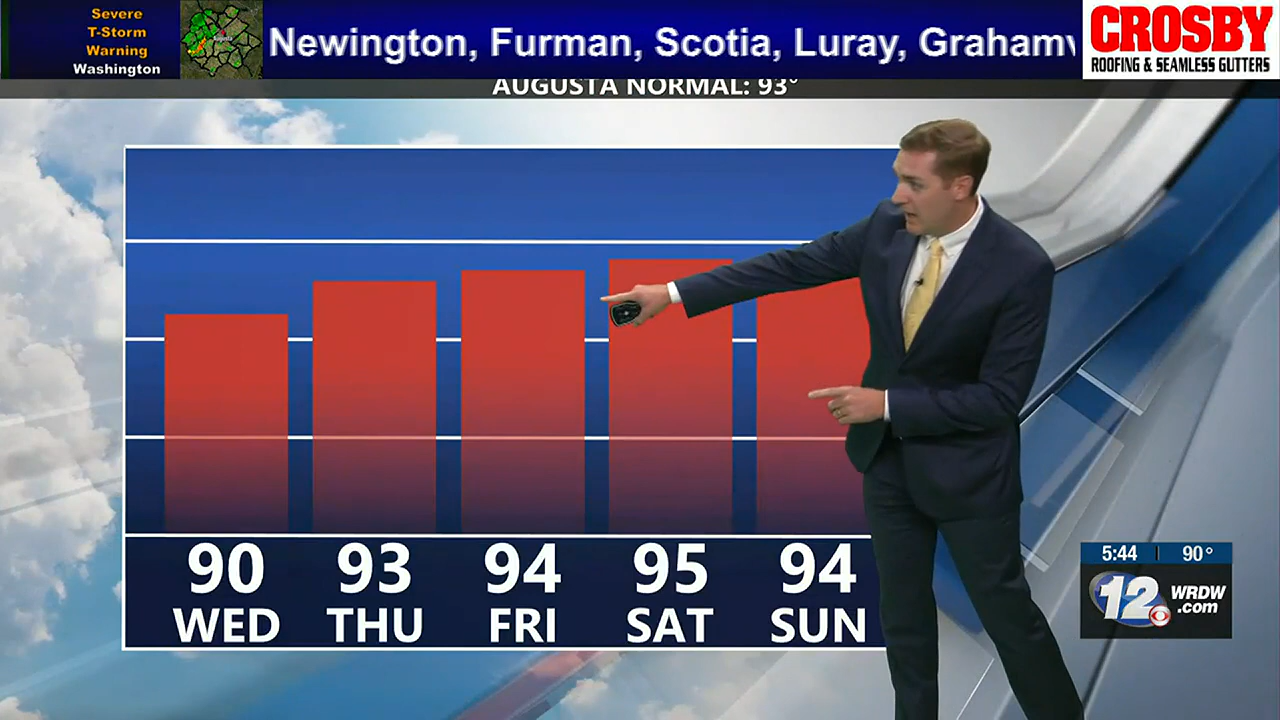 Severe
T-Storm
Warning
Washington
Newington, Furman, Scotia, Luray,
CROSBY
ROOFING & SEAMLESS GUTTERS
AUGUSTA NORMAL: 93°
90 93 94 95 94
WED THU FRI SAT SUN
5:44 90°
12 WRDW
.com